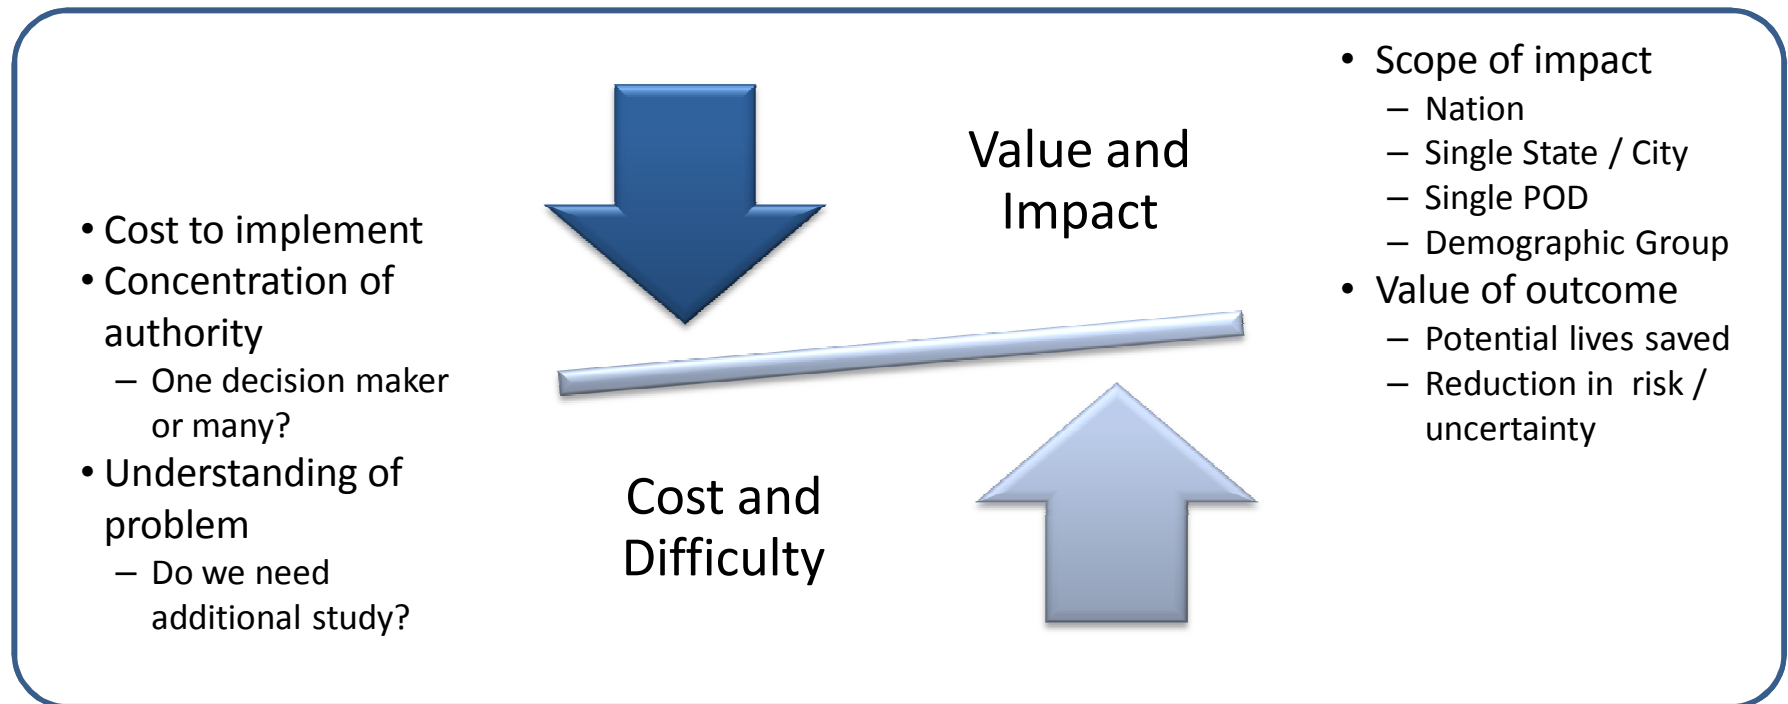 • Cost to implement
• Concentration of
authority
– One decision maker
or many?
• Understanding of
problem
– Do we need
additional study?
Value and
Impact
Cost and
Difficulty
• Scope of impact
– Nation
– Single State / City
– Single POD
– Demographic Group
• Value of outcome
– Potential lives saved
– Reduction in risk /
uncertainty